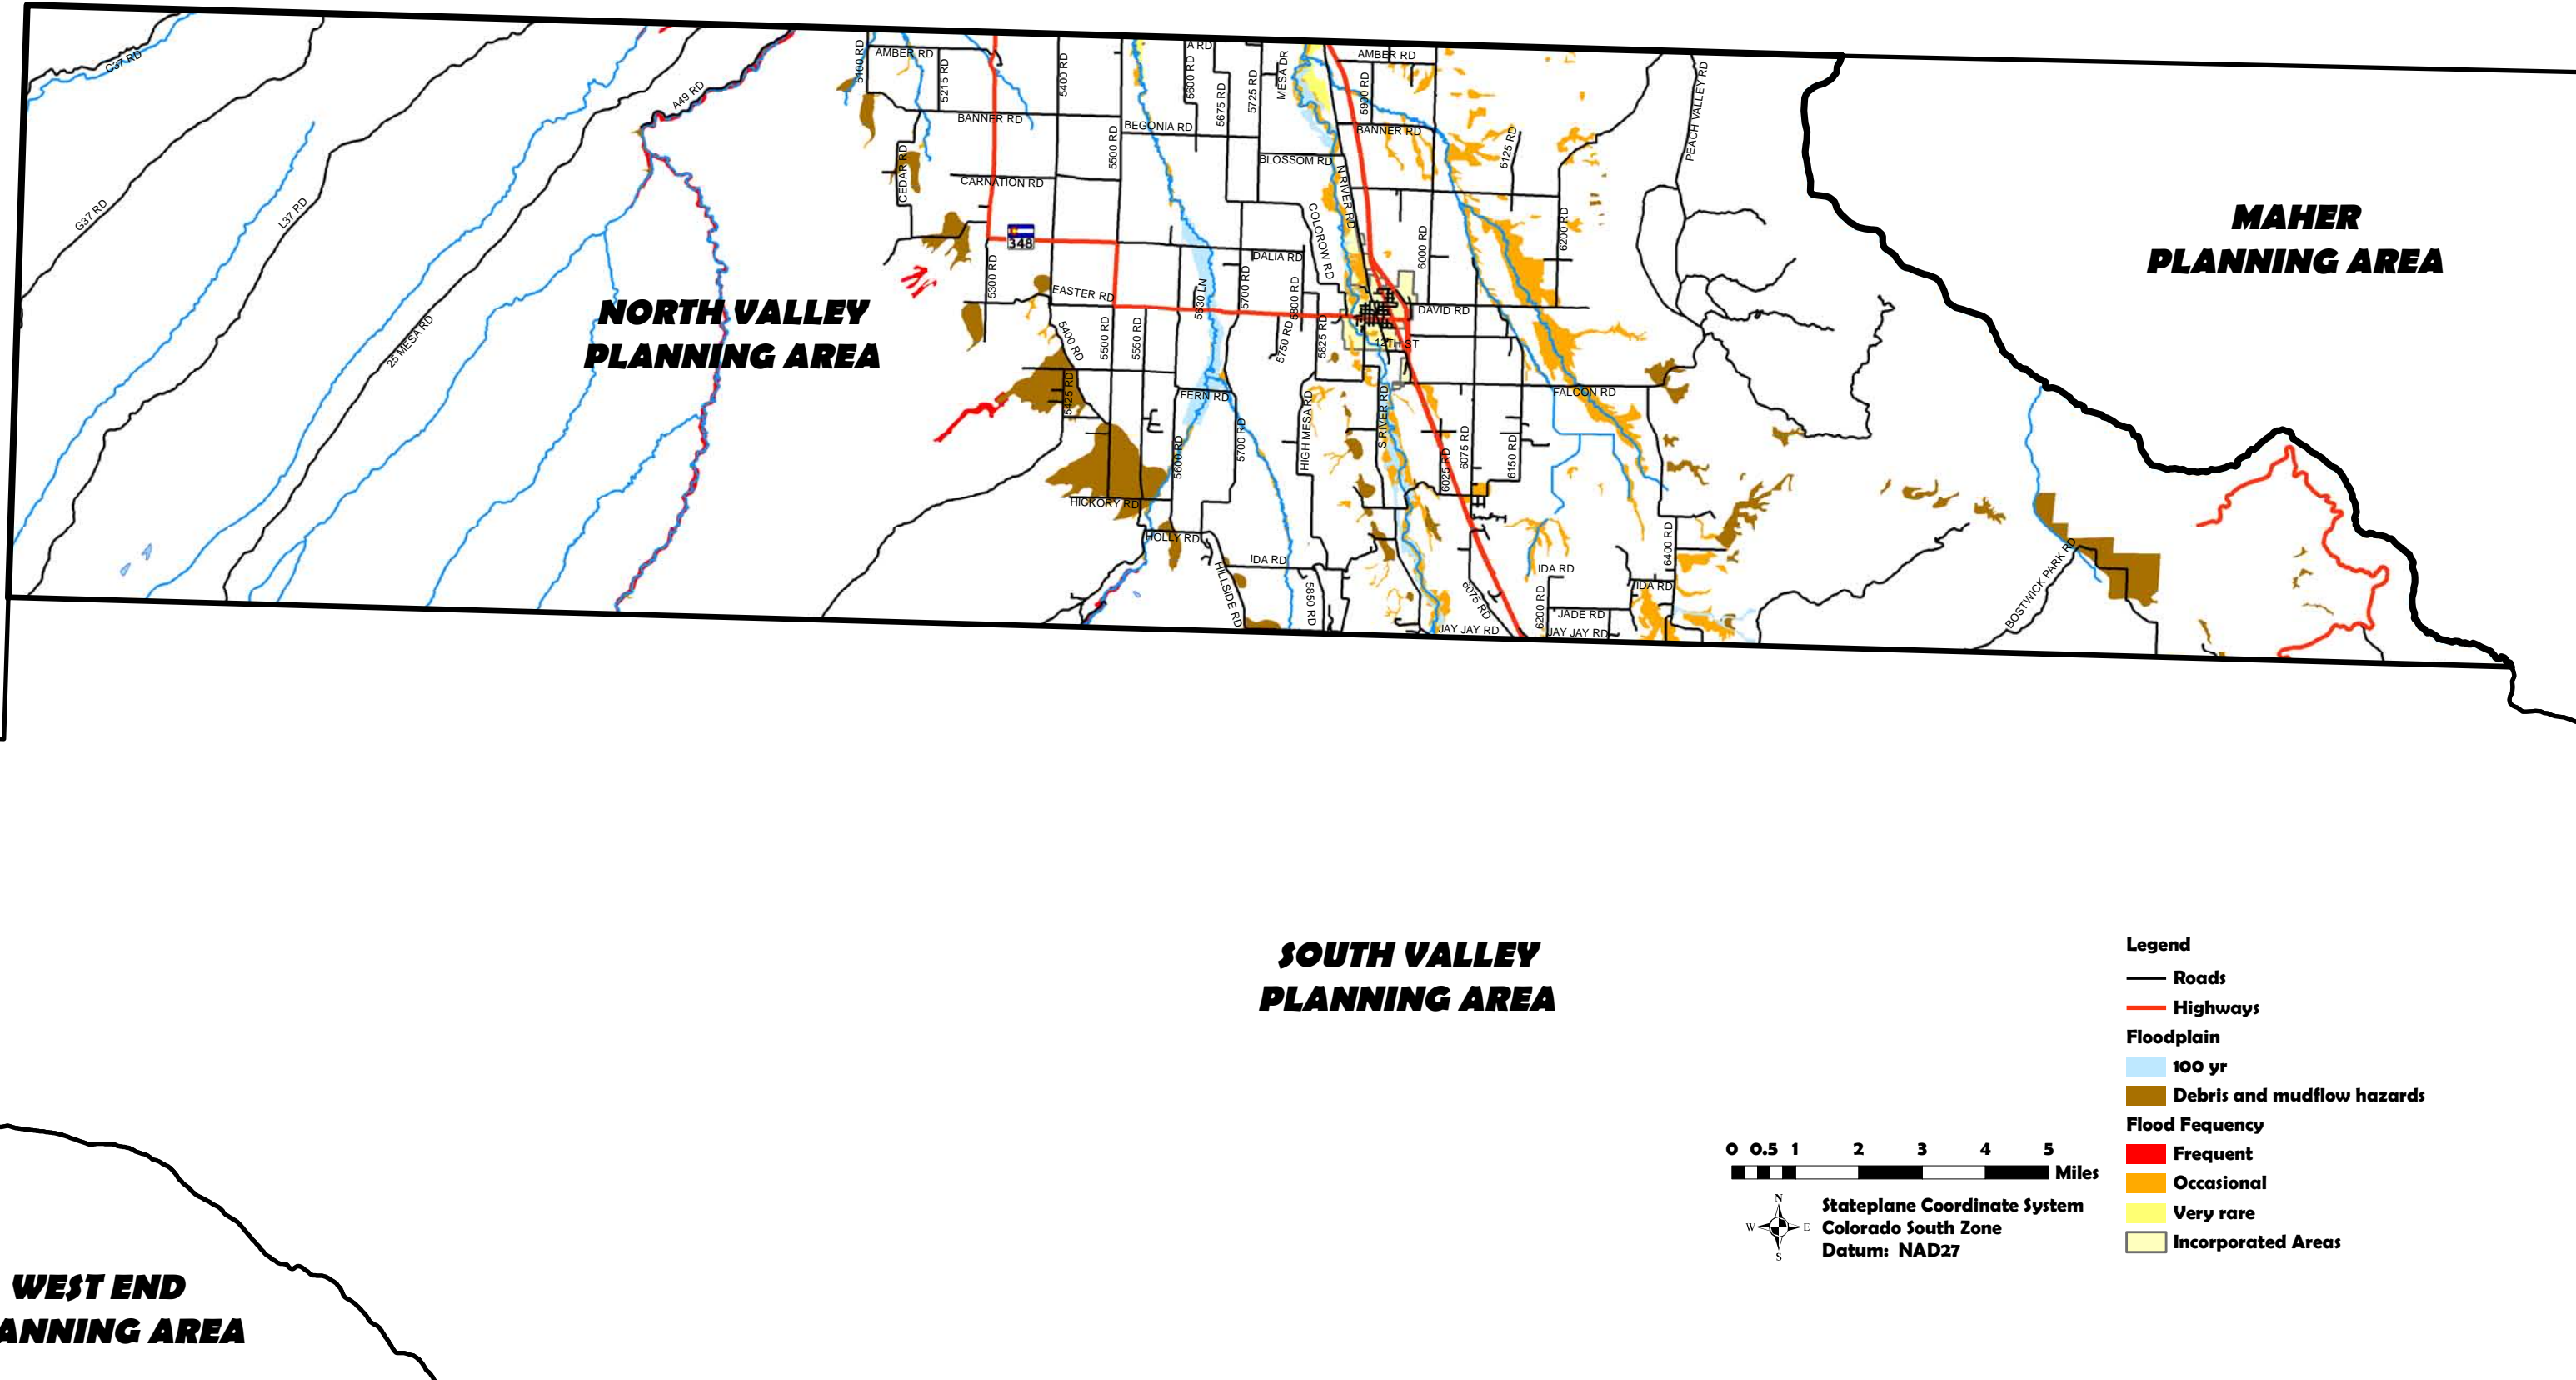 C37 RD
G37 RD
L37 RD
25 MESA RD
A49 RD
NORTH VALLEY
PLANNING AREA
5100 RD
AMBER RD
5215 RD
5400 RD
A RD
5600 RD
5675 RD
5725 RD
MESA DR
AMBER RD
5900 RD
PEACH VALLEY RD
BANNER RD
BEGONIA RD
BANNER RD
5500 RD
BLOSSOM RD
6125 RD
CEDAR RD
CARNATION RD
N RIVER RD
COLOROW RD
6200 RD
348
6000 RD
DALIA RD
5300 RD
EASTER RD
5630 LN
5700 RD
5800 RD
DAVID RD
5400 RD
5500 RD
5550 RD
5750 RD
5825 RD
12TH ST
5425 RD
FERN RD
HIGH MESA RD
S RIVER RD
FALCON RD
5600 RD
5700 RD
6025 RD
6075 RD
6150 RD
HICKORY RD
HOLLY RD
HILLSIDE RD
IDA RD
5850 RD
6075 RD
IDA RD
6400 RD
IDA RD
6200 RD
JADE RD
JAY JAY RD
JAY JAY RD
BOSTWICK PARK RD
MAHER
PLANNING AREA
SOUTH VALLEY
PLANNING AREA
WEST END
ANNING AREA
Legend
Roads
Highways
Floodplain
100 yr
Debris and mudflow hazards
Flood Fequency
Frequent
Occasional
Very rare
Incorporated Areas
0 0.5 1 2 3 4 5
Miles
N
W E
S
Stateplane Coordinate System
Colorado South Zone
Datum: NAD27